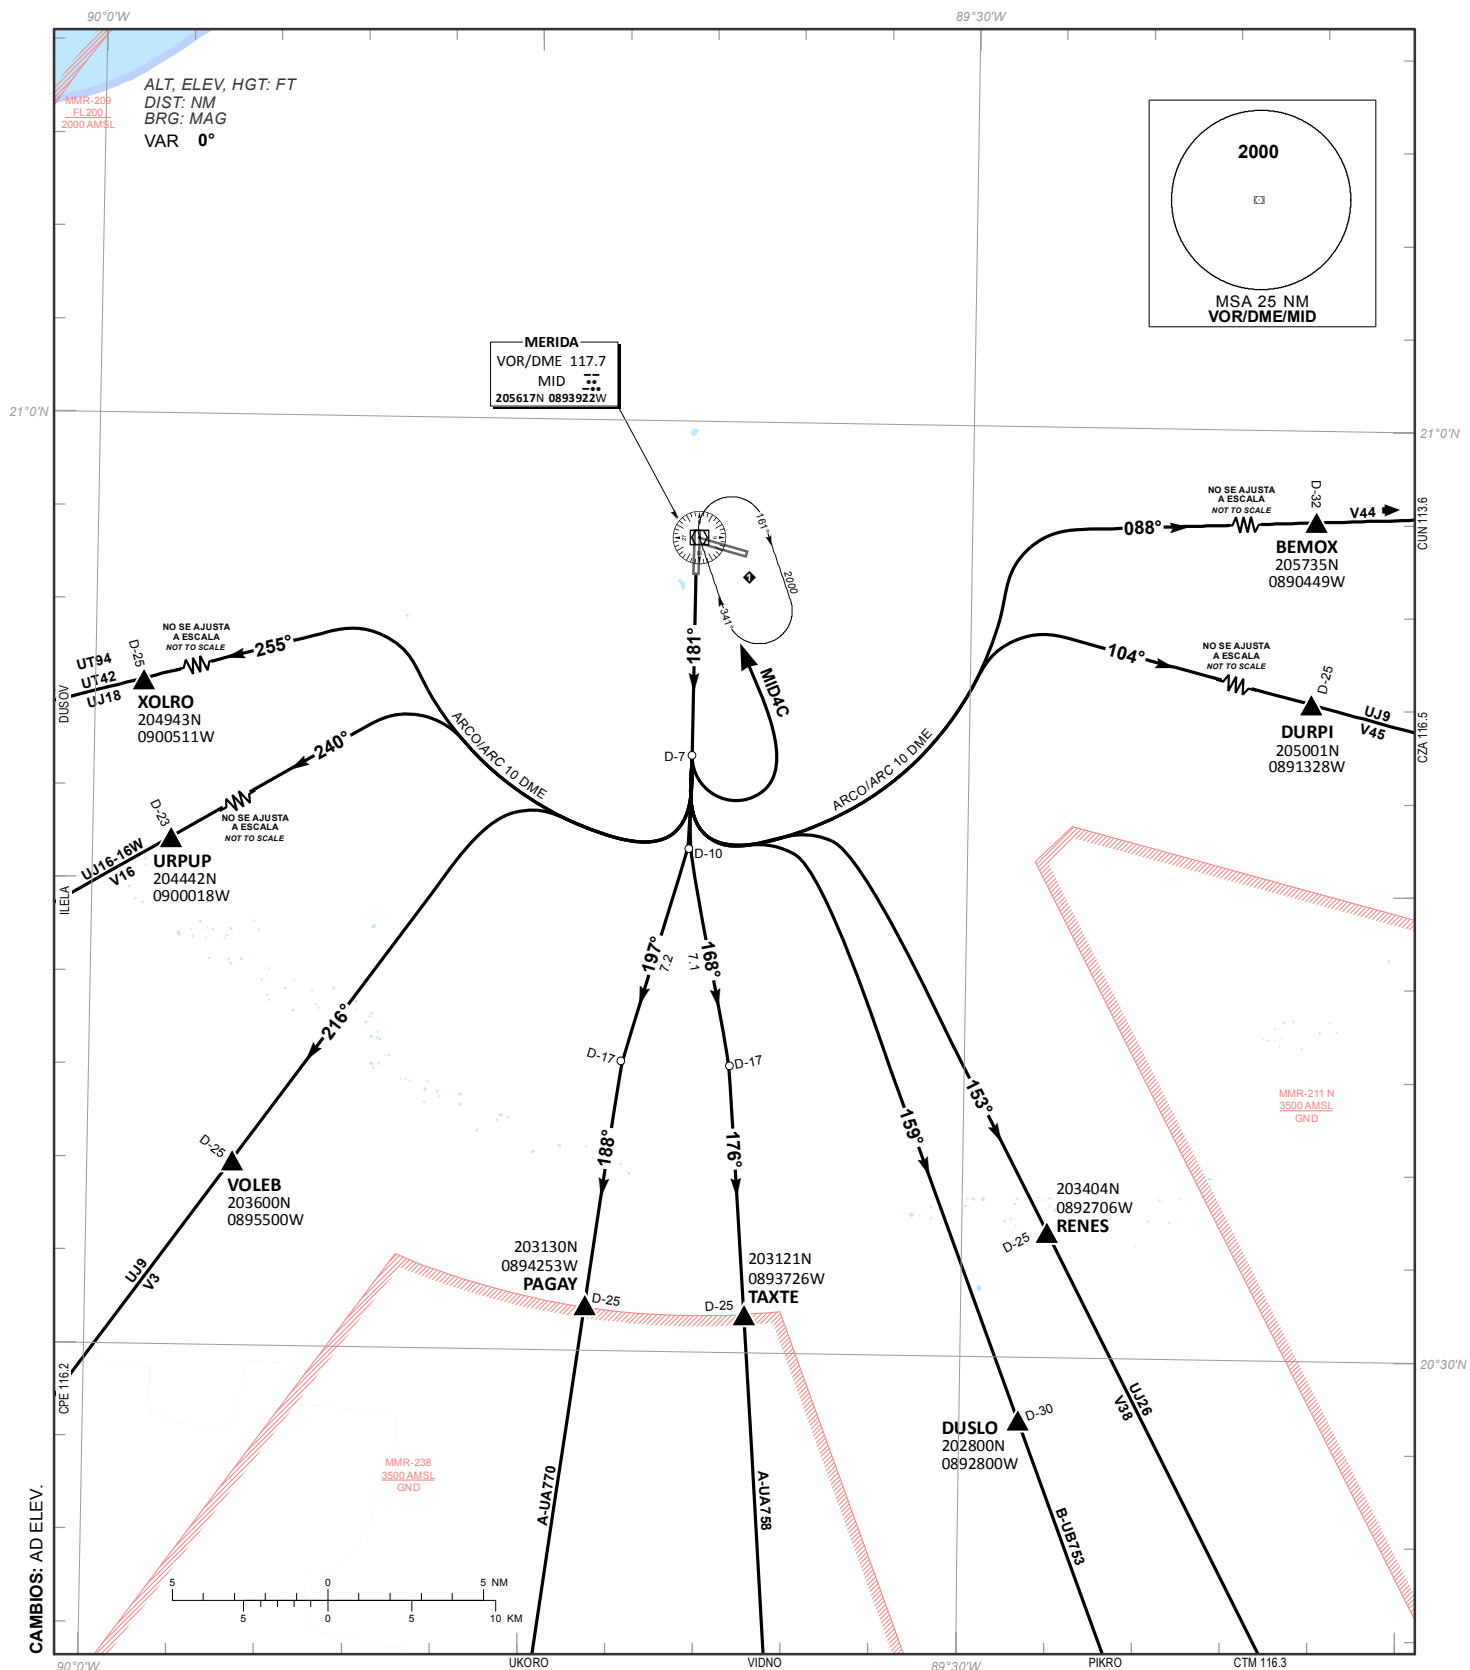 90°0'W
89°30'W
MMR-209
FL200
2000 AMSL
ALT, ELEV, HGT: FT
DIST: NM
BRG: MAG
VAR 0°
2000
MSA 25 NM
VOR/DME/MID
MERIDA
VOR/DME 117.7
MID
205617N 0893922W
21°0'N
21°0'N
161°
2000
341°
181°
MID4C
D-7
D-10
NO SE AJUSTA
A ESCALA
NOT TO SCALE
D-32
V44
CUN 113.6
088°
BEMOX
205735N
0890449W
NO SE AJUSTA
A ESCALA
NOT TO SCALE
104°
D-25
UJ9
V45
CZA 116.5
DURPI
205001N
0891328W
NO SE AJUSTA
A ESCALA
NOT TO SCALE
255°
D-25
UT94
UT42
UJ18
DUSOV
XOLRO
204943N
0900511W
240°
ARCO/ARC 10 DME
ARCO/ARC 10 DME
D-23
NO SE AJUSTA
A ESCALA
NOT TO SCALE
UJ16-16W
V16
ILELA
URPUP
204442N
0900018W
197°
7.2
168°
7.1
216°
D-17
D-17
188°
176°
159°
153°
MMR-211 N
3500 AMSL
GND
D-25
VOLEB
203600N
0895500W
203404N
0892706W
RENES
D-25
UJ9
V3
CPE 116.2
203130N
0894253W
PAGAY
D-25
203121N
0893726W
TAXTE
D-25
20°30'N
UJ26
V38
D-30
DUSLO
202800N
0892800W
MMR-238
3500 AMSL
GND
A-UA770
A-UA758
B-UB753
CAMBIOS: AD ELEV.
5 0 5 NM
5 0 5 10 KM
90°0'W
UKORO
VIDNO
89°30'W
PIKRO
CTM 116.3